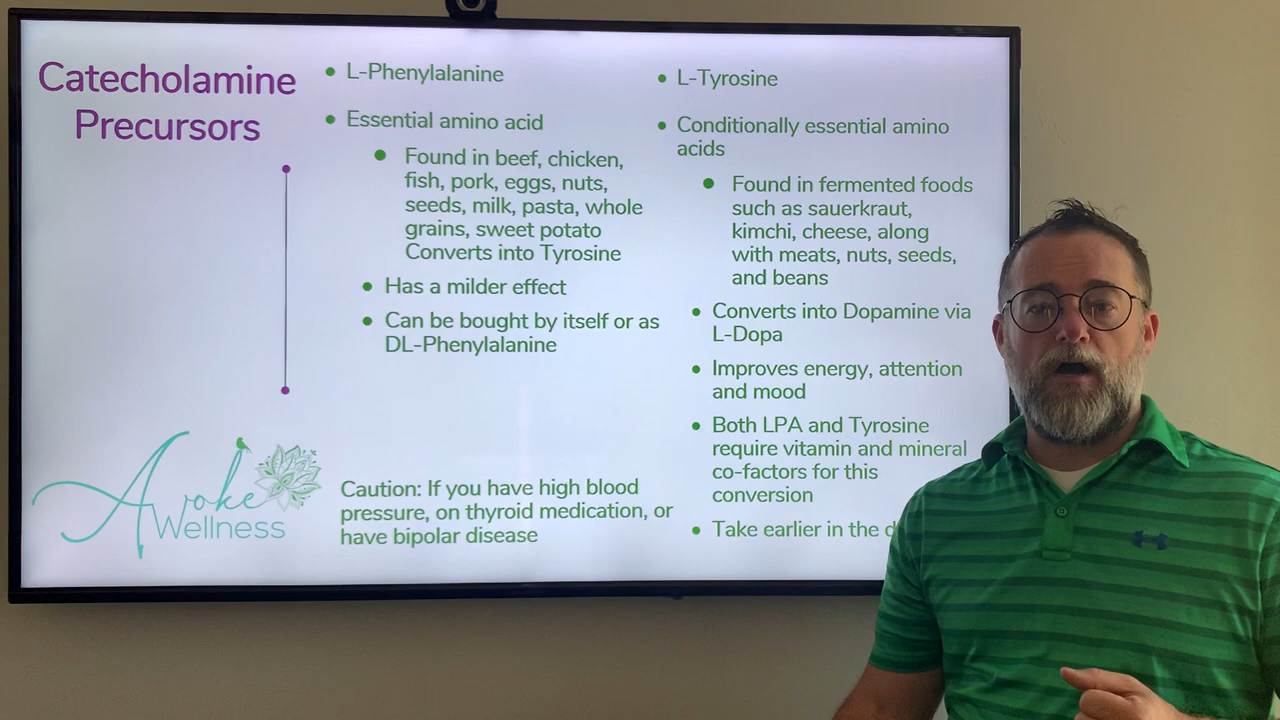 Catecholamine
Precursors
• L-Phenylalanine
• Essential amino acid
• Found in beef, chicken,
fish, pork, eggs, nuts,
seeds, milk, pasta, whole
grains, sweet potato
Converts into Tyrosine
• Has a milder effect
• Can be bought by itself or as
DL-Phenylalanine
Caution: If you have high blood
pressure, on thyroid medication, or
have bipolar disease
• L-Tyrosine
• Conditionally essential amino
acids
• Found in fermented foods
such as sauerkraut,
kimchi, cheese, along
with meats, nuts, seeds,
and beans
• Converts into Dopamine via
L-Dopa
• Improves energy, attention
and mood
• Both LPA and Tyrosine
require vitamin and mineral
co-factors for this
conversion
• Take earlier in the
Avoke
Wellness